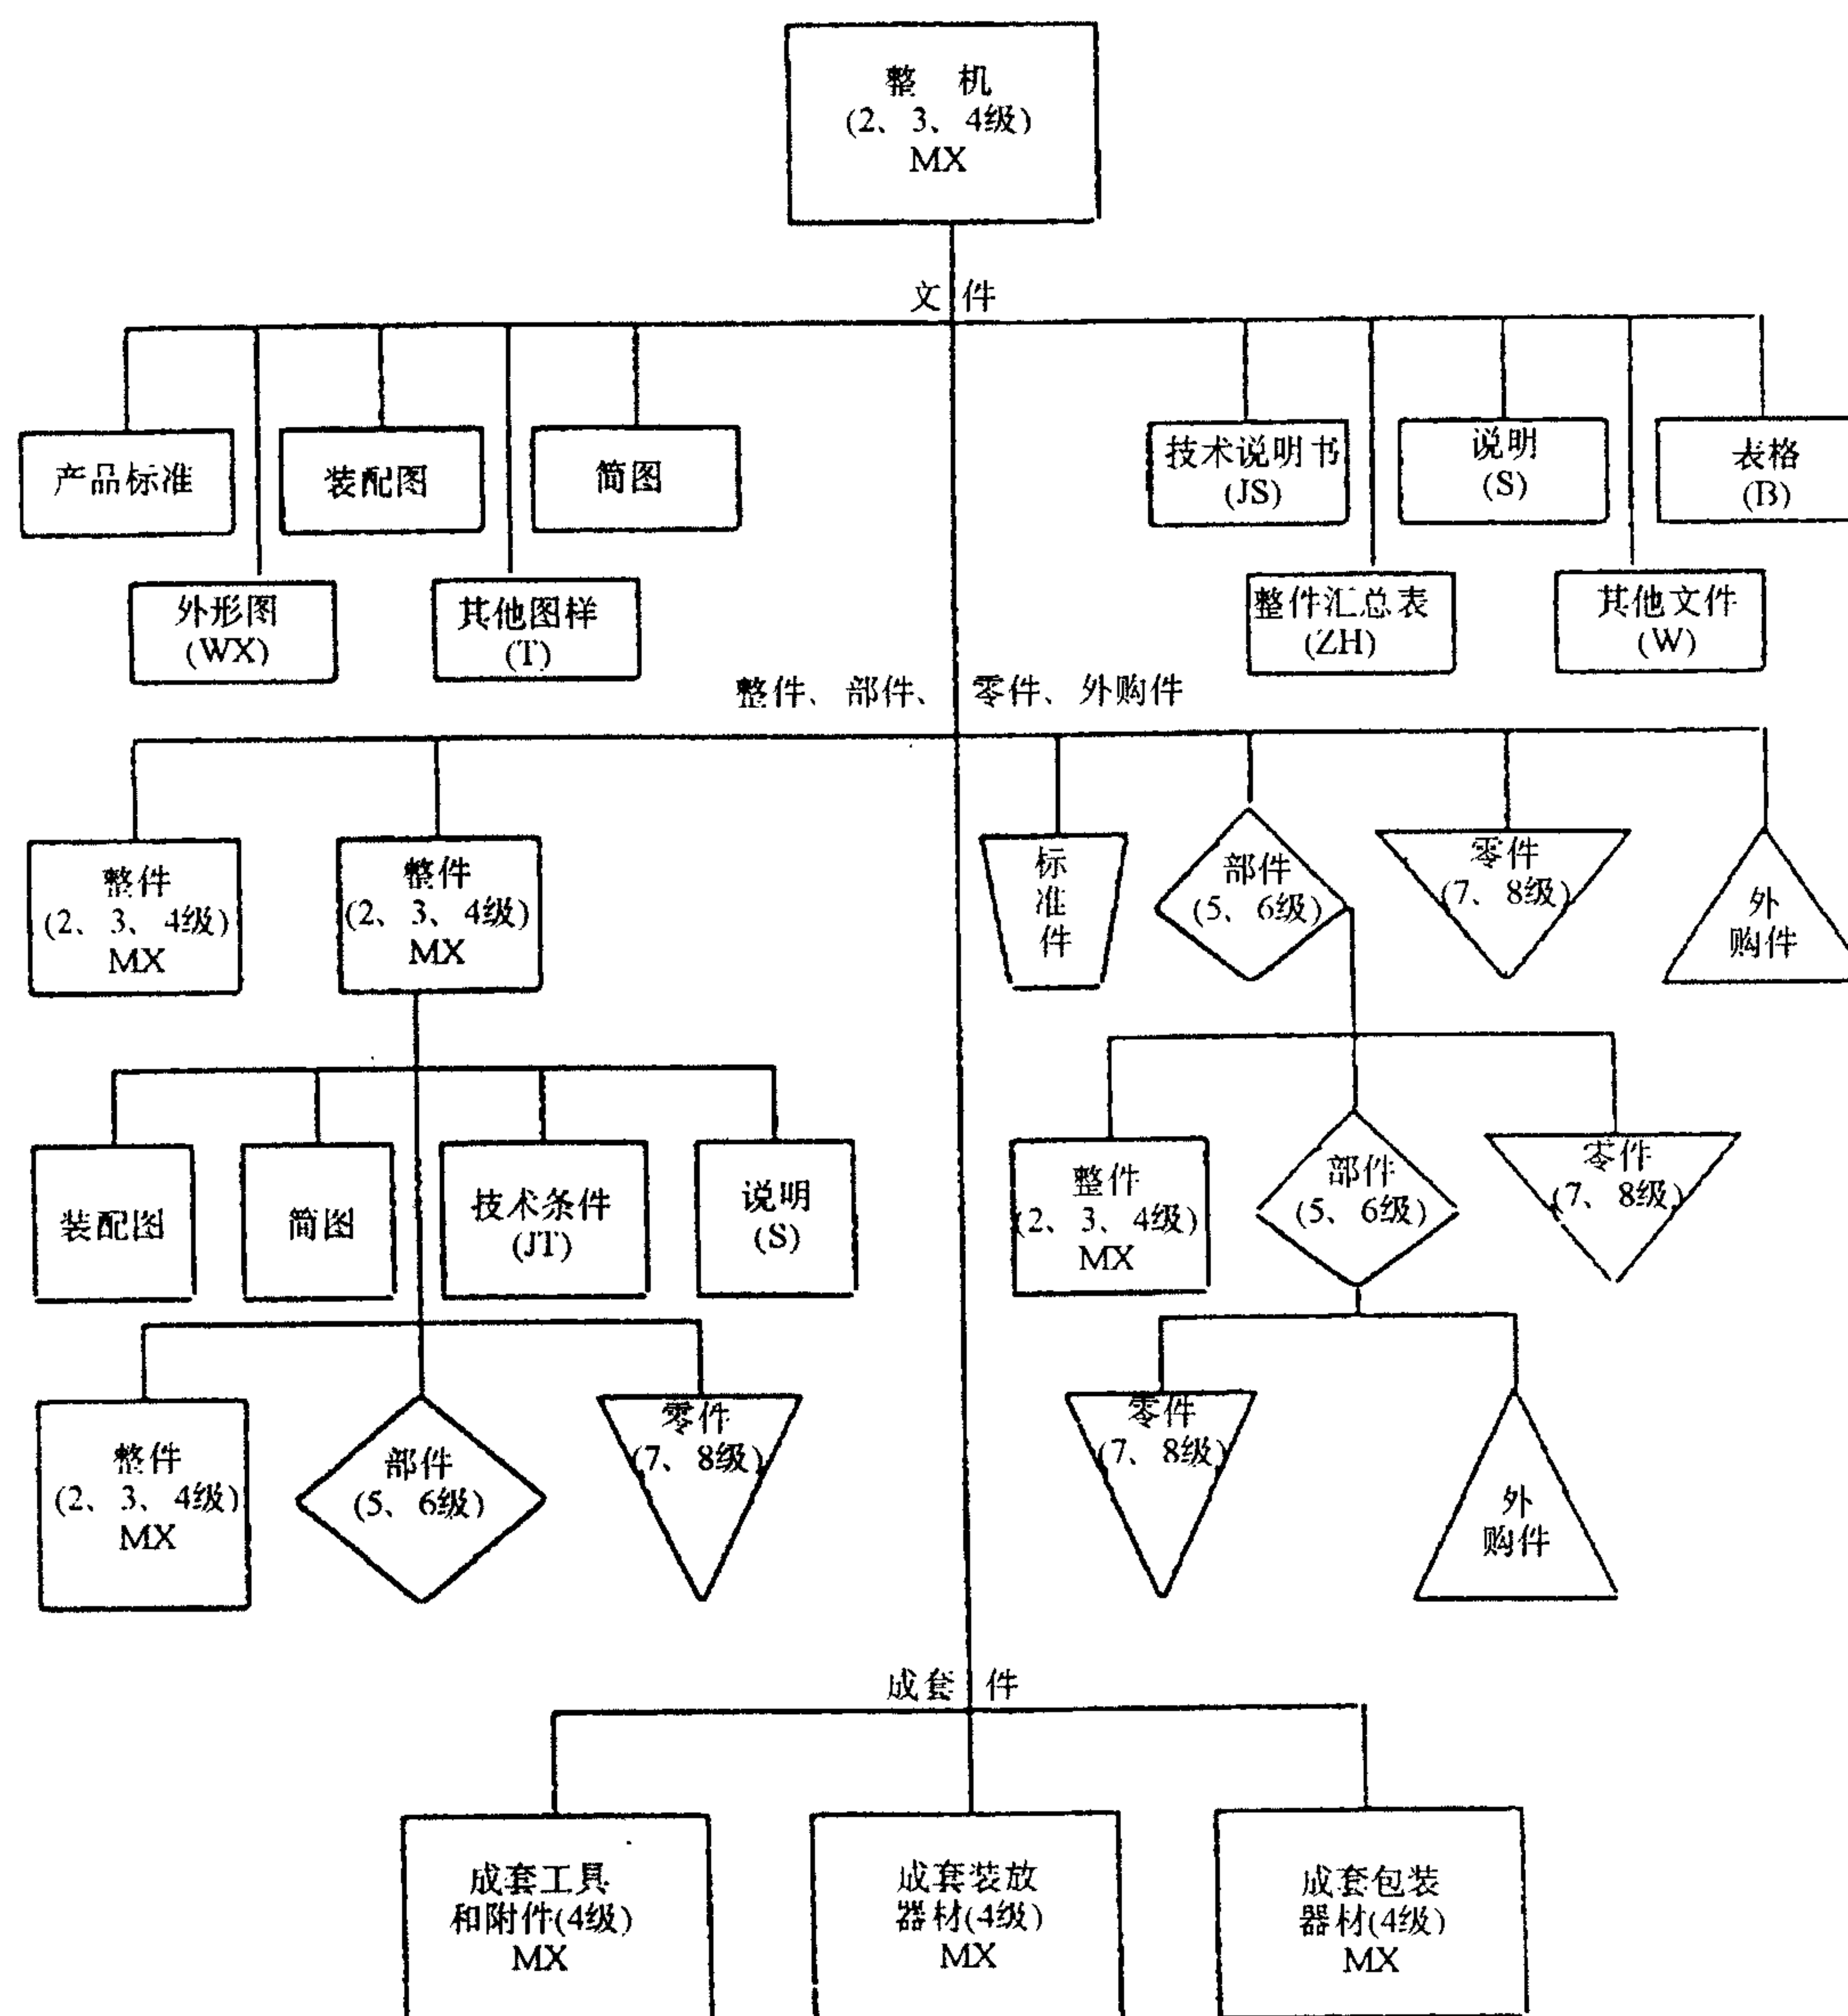 整 机
(2、3、4级)
MX
文 件
产品标准
装配图
简图
技术说明书
(JS)
说明
(S)
表格
(B)
外形图
(WX)
其他图样
(T)
整件汇总表
(ZH)
其他文件
(W)
整件、部件、零件、外购件
整件
(2、3、4级)
MX
整件
(2、3、4级)
MX
标
准
件
部件
(5、6级)
零件
(7、8级)
外
购件
装配图
简图
技术条件
(JT)
说明
(S)
整件
(2、3、4级)
MX
部件
(5、6级)
零件
(7、8级)
整件
(2、3、4级)
MX
部件
(5、6级)
零件
(7、8级)
零件
(7、8级)
外
购件
成套 件
成套工具
和附件(4级)
MX
成套装放
器材(4级)
MX
成套包装
器材(4级)
MX